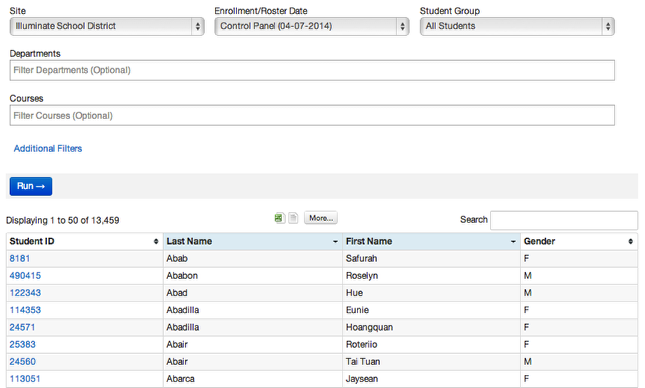 Site Enrollment/Roster Date Student Group
Illuminate School District Control Panel (04-07-2014) All Students
Departments
Filter Departments (Optional)
Courses
Filter Courses (Optional)
Additional Filters
Run →
Displaying 1 to 50 of 13,459 More... Search
Student ID Last Name First Name Gender
8181 Abab Safurah F
490415 Ababon Roselyn M
122343 Abad Hue M
114353 Abadilla Eunie F
24571 Abadilla Hoangquan F
25383 Abair Roteriio F
24560 Abair Tai Tuan M
113051 Abarca Jaysean F